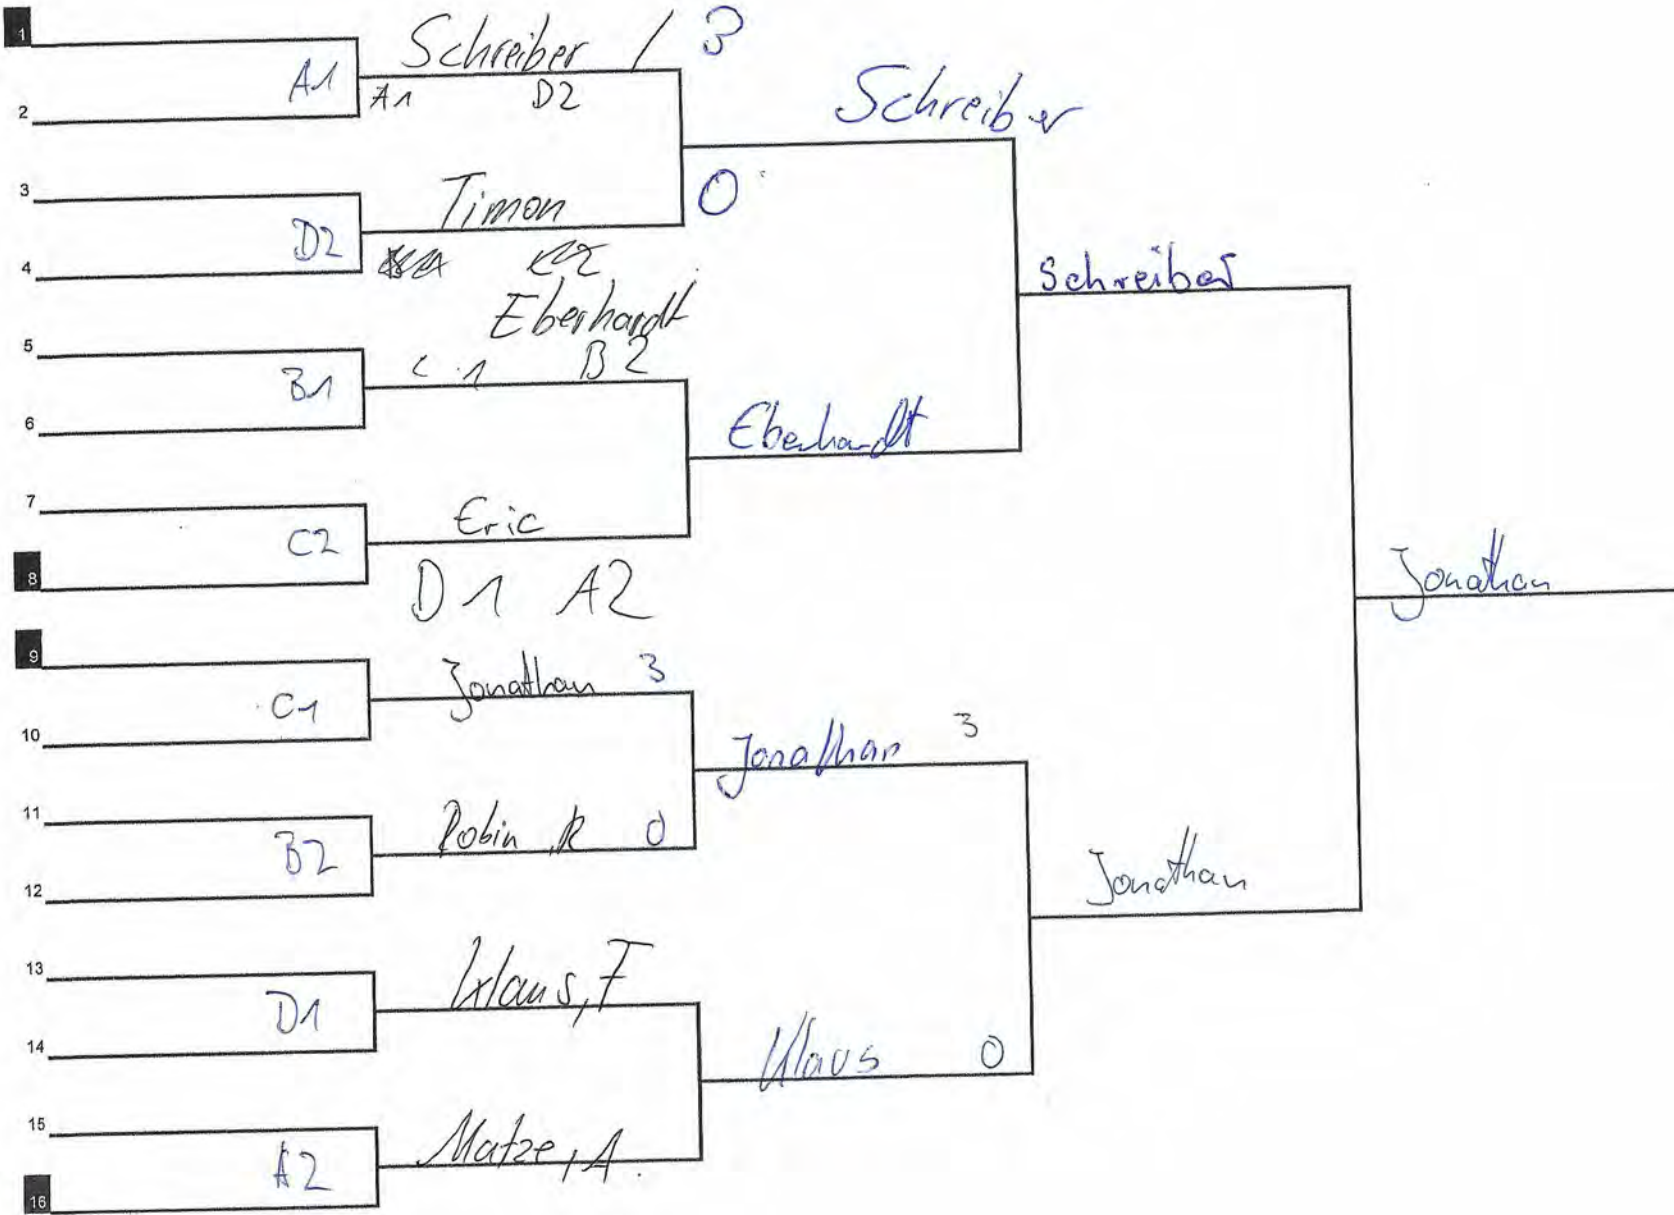 1
Schreiber / 3
A1
A1 D2
2
Schreiber
3
Timon 0
D2
4
Schreiber
Eberhardt
5
C 1 B2
B1
6
Eberhardt
7
Eric
C2
Jonathan
8
D1 A2
9
Jonathan 3
C1
10
Jonathan 3
11
Robin, R 0
B2
12
Jonathan
13
Klaus, F
D1
14
Klaus 0
15
Matze, A.
A2
16